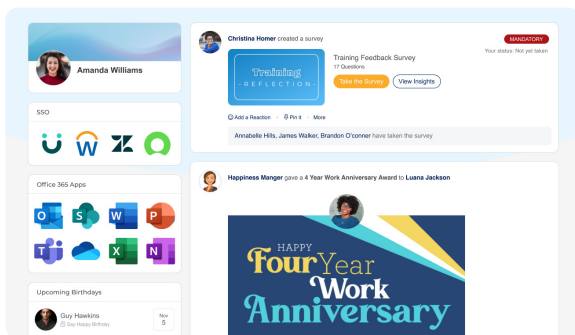 Amanda Williams
SSO
Office 365 Apps
O
S
W
P
T
X
N
Upcoming Birthdays
Guy Hawkins
Say Happy Birthday
Nov
5
Christina Homer created a survey
MANDATORY
Your status: Not yet taken
Training
-REFLECTION-
Training Feedback Survey
17 Questions
Take the Survey
View Insights
Add a Reaction · Pin it · More
Annabelle Hills, James Walker, Brandon O'conner have taken the survey
Happiness Manger gave a 4 Year Work Anniversary Award to Luana Jackson
HAPPY
Four Year
Work
Anniversary